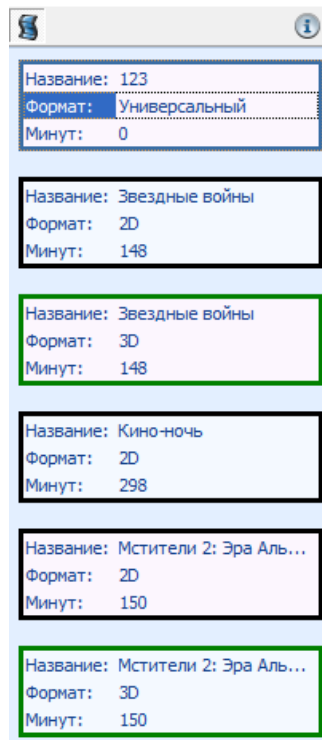 Название: 123
Формат: Универсальный
Минут: 0
Название: Звездные войны
Формат: 2D
Минут: 148
Название: Звездные войны
Формат: 3D
Минут: 148
Название: Кино-ночь
Формат: 2D
Минут: 298
Название: Мстители 2: Эра Аль...
Формат: 2D
Минут: 150
Название: Мстители 2: Эра Аль...
Формат: 3D
Минут: 150